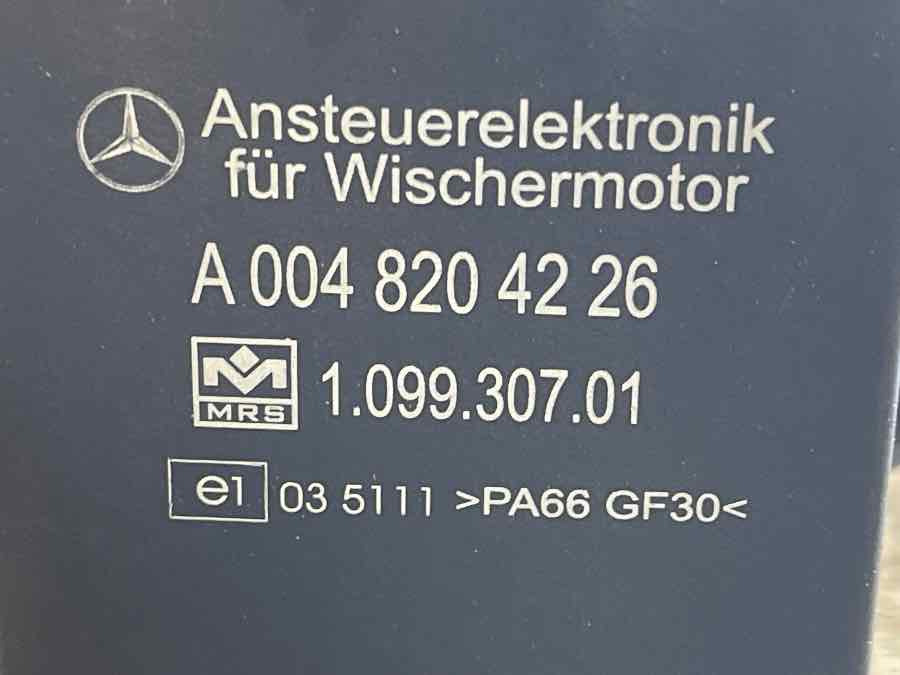 Ansteuerelektronik
für Wischermotor
A 004 820 42 26
MRS 1.099.307.01
e1 03 5111 >PA66 GF30<